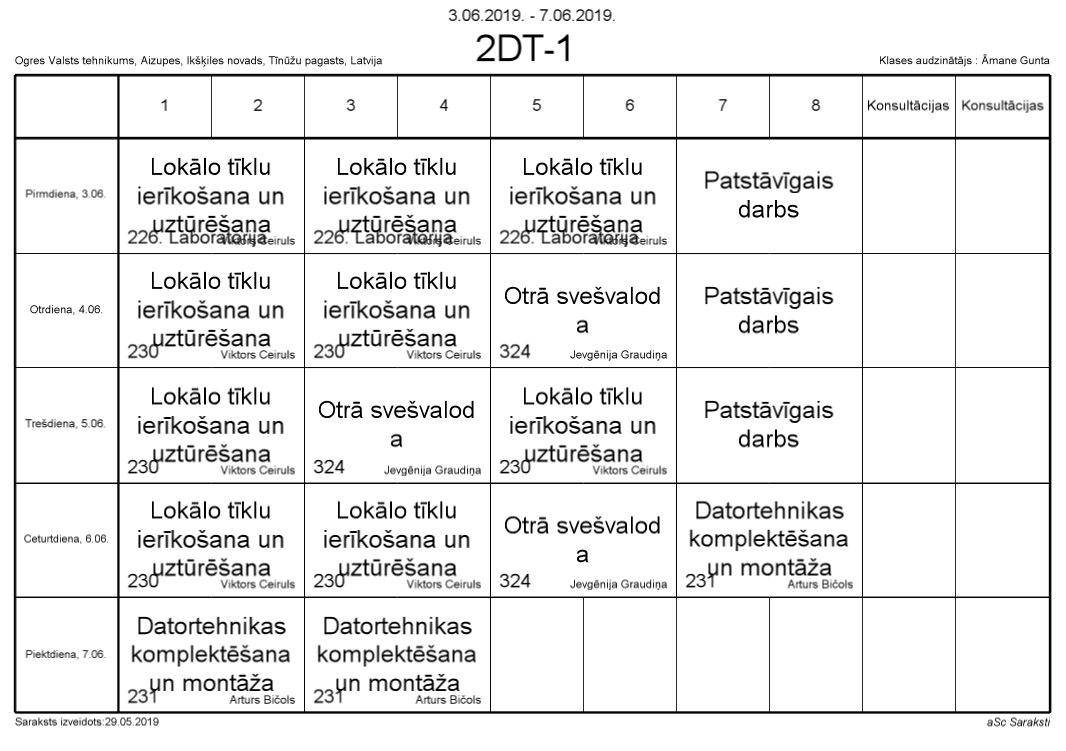 3.06.2019. - 7.06.2019.
2DT-1
Ogres Valsts tehnikums, Aizupes, Ikšķiles novads, Tīnūžu pagasts, Latvija
Klases audzinātājs : Āmane Gunta
1 2 3 4 5 6 7 8 Konsultācijas Konsultācijas
Pirmdiena, 3.06.
Lokālo tīklu
ierīkošana un
uztūrēšana
226. Laboratorija
Viktors Ceiruls
Lokālo tīklu
ierīkošana un
uztūrēšana
226. Laboratorija
Viktors Ceiruls
Lokālo tīklu
ierīkošana un
uztūrēšana
226. Laboratorija
Viktors Ceiruls
Patstāvīgais
darbs
Otrdiena, 4.06.
Lokālo tīklu
ierīkošana un
uztūrēšana
230 Viktors Ceiruls
Lokālo tīklu
ierīkošana un
uztūrēšana
230 Viktors Ceiruls
Otrā svešvalod
a
324 Jevgēnija Graudiņa
Patstāvīgais
darbs
Trešdiena, 5.06.
Lokālo tīklu
ierīkošana un
uztūrēšana
230 Viktors Ceiruls
Otrā svešvalod
a
324 Jevgēnija Graudiņa
Lokālo tīklu
ierīkošana un
uztūrēšana
230 Viktors Ceiruls
Patstāvīgais
darbs
Ceturtdiena, 6.06.
Lokālo tīklu
ierīkošana un
uztūrēšana
230 Viktors Ceiruls
Lokālo tīklu
ierīkošana un
uztūrēšana
230 Viktors Ceiruls
Otrā svešvalod
a
324 Jevgēnija Graudiņa
Datortehnikas
komplektēšana
un montāža
231 Arturs Bičols
Piektdiena, 7.06.
Datortehnikas
komplektēšana
un montāža
231 Arturs Bičols
Datortehnikas
komplektēšana
un montāža
231 Arturs Bičols
Saraksts izveidots:29.05.2019
aSc Saraksti